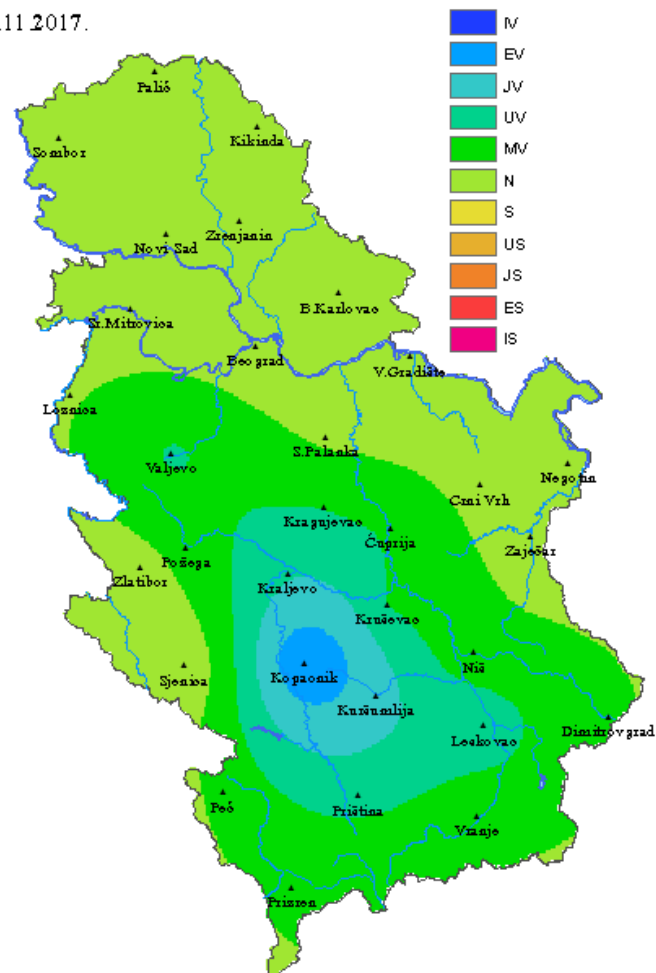 .11.2017.
IV
EV
JV
UV
MV
N
S
US
JS
ES
IS
Palić
Sombor
Kikinda
Novi Sad
Zrenjanin
B.Karlovac
Sr.Mitrovica
Beograd
V.Gradište
Loznica
S.Palanka
Valjevo
Crni Vrh
Negotin
Kragujevac
Ćuprija
Zaječar
Požega
Zlatibor
Kraljevo
Kruševac
Niš
Sjenica
Kopaonik
Kuršumlija
Leskovac
Dimitrovgrad
Peć
Priština
Vranje
Prizren